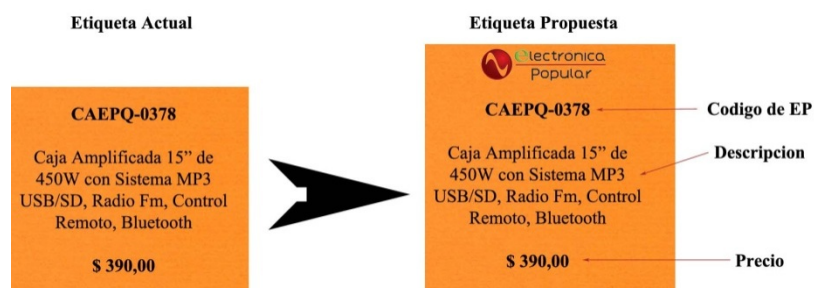 Etiqueta Actual
CAEPQ-0378
Caja Amplificada 15” de
450W con Sistema MP3
USB/SD, Radio Fm, Control
Remoto, Bluetooth
$ 390,00
Etiqueta Propuesta
electronica
Popular
CAEPQ-0378
Caja Amplificada 15” de
450W con Sistema MP3
USB/SD, Radio Fm, Control
Remoto, Bluetooth
$ 390,00
Codigo de EP
Descripcion
Precio